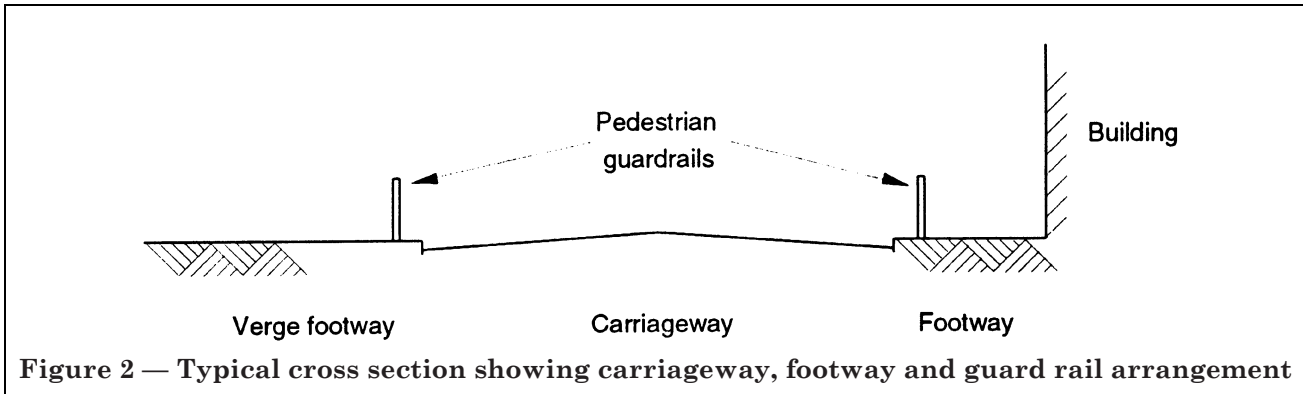 Pedestrian
guardrails
Building
Verge footway
Carriageway
Footway
Figure 2 — Typical cross section showing carriageway, footway and guard rail arrangement